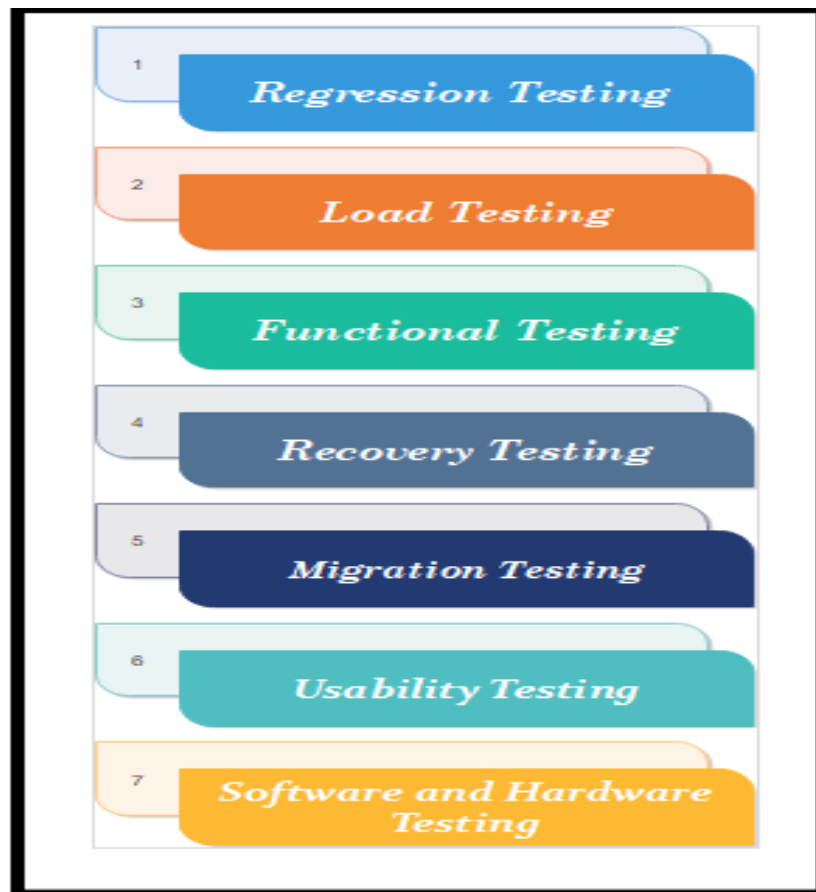 1
Regression Testing
2
Load Testing
3
Functional Testing
4
Recovery Testing
5
Migration Testing
6
Usability Testing
7
Software and Hardware
Testing